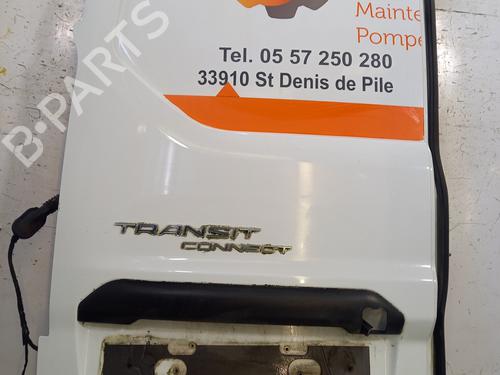 Mainte
Pompe
Tel. 05 57 250 280
33910 St Denis de Pile
B-PARTS
TRANSIT
CONNECT